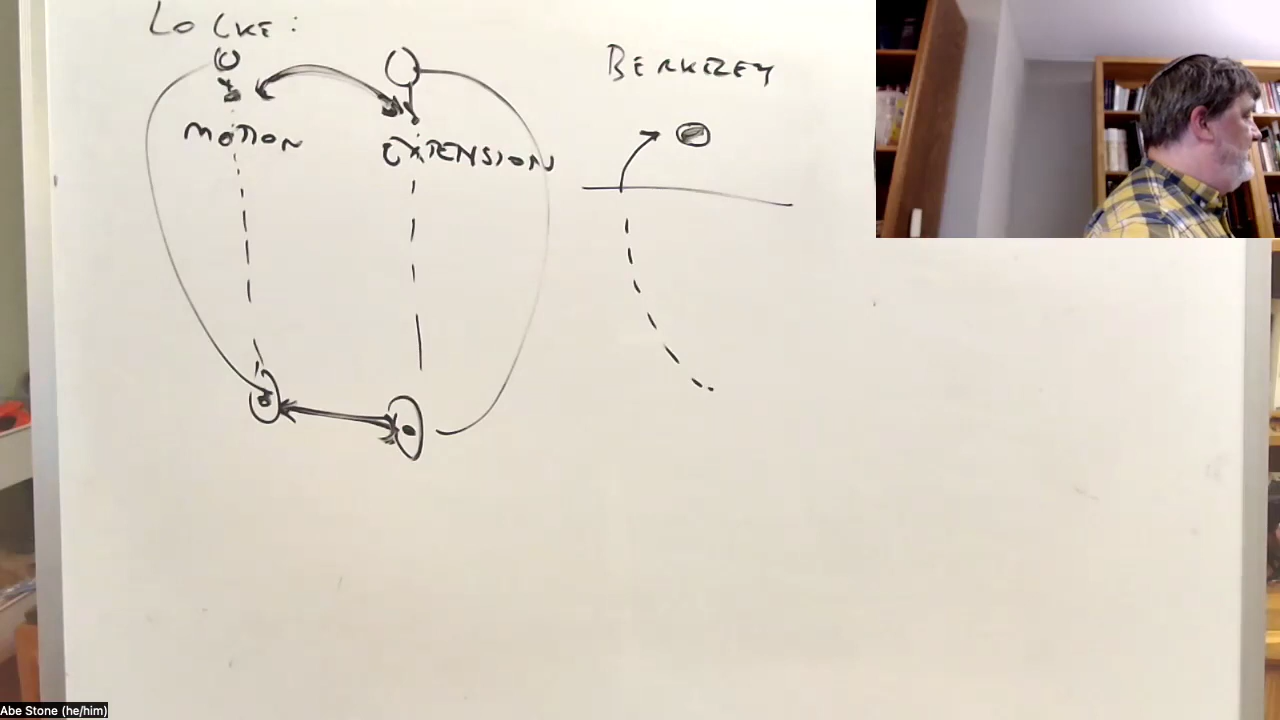 LOCKE:
BERKELEY
MOTION
EXTENSION
Abe Stone (he/him)